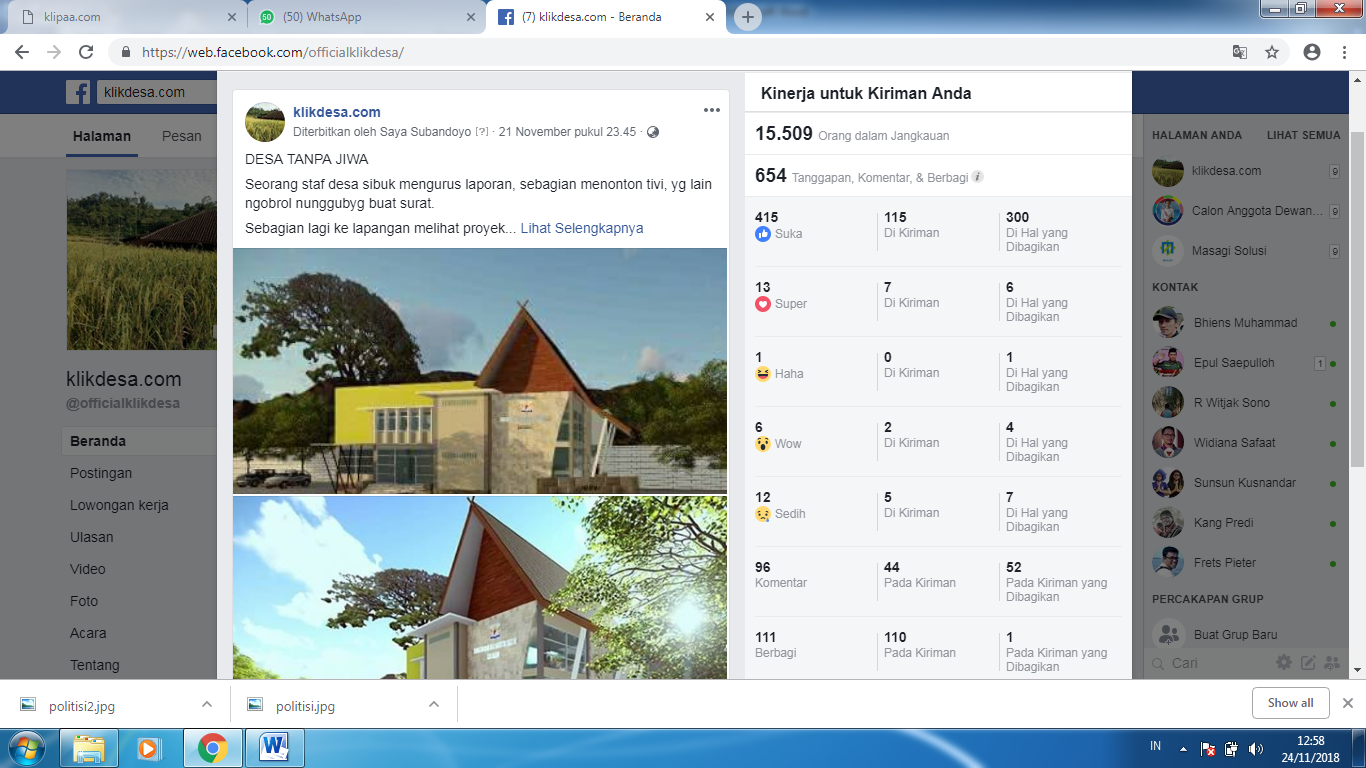 klipaa.com
(50) WhatsApp
(7) klikdesa.com - Beranda
https://web.facebook.com/officialklikdesa/
klikdesa.com
Halaman
Pesan
klikdesa.com
@officialklikdesa
Beranda
Postingan
Lowongan kerja
Ulasan
Video
Foto
Acara
Tentang
klikdesa.com
Diterbitkan oleh Saya Subandoyo [?] · 21 November pukul 23.45 ·
DESA TANPA JIWA
Seorang staf desa sibuk mengurus laporan, sebagian menonton tivi, yg lain
ngobrol nunggubyg buat surat.
Sebagian lagi ke lapangan melihat proyek... Lihat Selengkapnya
Kinerja untuk Kiriman Anda
15.509 Orang dalam Jangkauan
654 Tanggapan, Komentar, & Berbagi
415 115 300
Suka Di Kiriman Di Hal yang
Dibagikan
13 7 6
Super Di Kiriman Di Hal yang
Dibagikan
1 0 1
Haha Di Kiriman Di Hal yang
Dibagikan
6 2 4
Wow Di Kiriman Di Hal yang
Dibagikan
12 5 7
Sedih Di Kiriman Di Hal yang
Dibagikan
96 44 52
Komentar Pada Kiriman Pada Kiriman yang
Dibagikan
111 110 1
Berbagi Pada Kiriman Pada Kiriman yang
Dibagikan
HALAMAN ANDA LIHAT SEMUA
klikdesa.com 9
Calon Anggota Dewan... 9
Masagi Solusi 9
KONTAK
Bhiens Muhammad
Epul Saepulloh 1
R Witjak Sono
Widiana Safaat
Sunsun Kusnandar
Kang Predi
Frets Pieter
PERCAKAPAN GRUP
Buat Grup Baru
Cari
politisi2.jpg
politisi.jpg
Show all
IN
12:58
24/11/2018